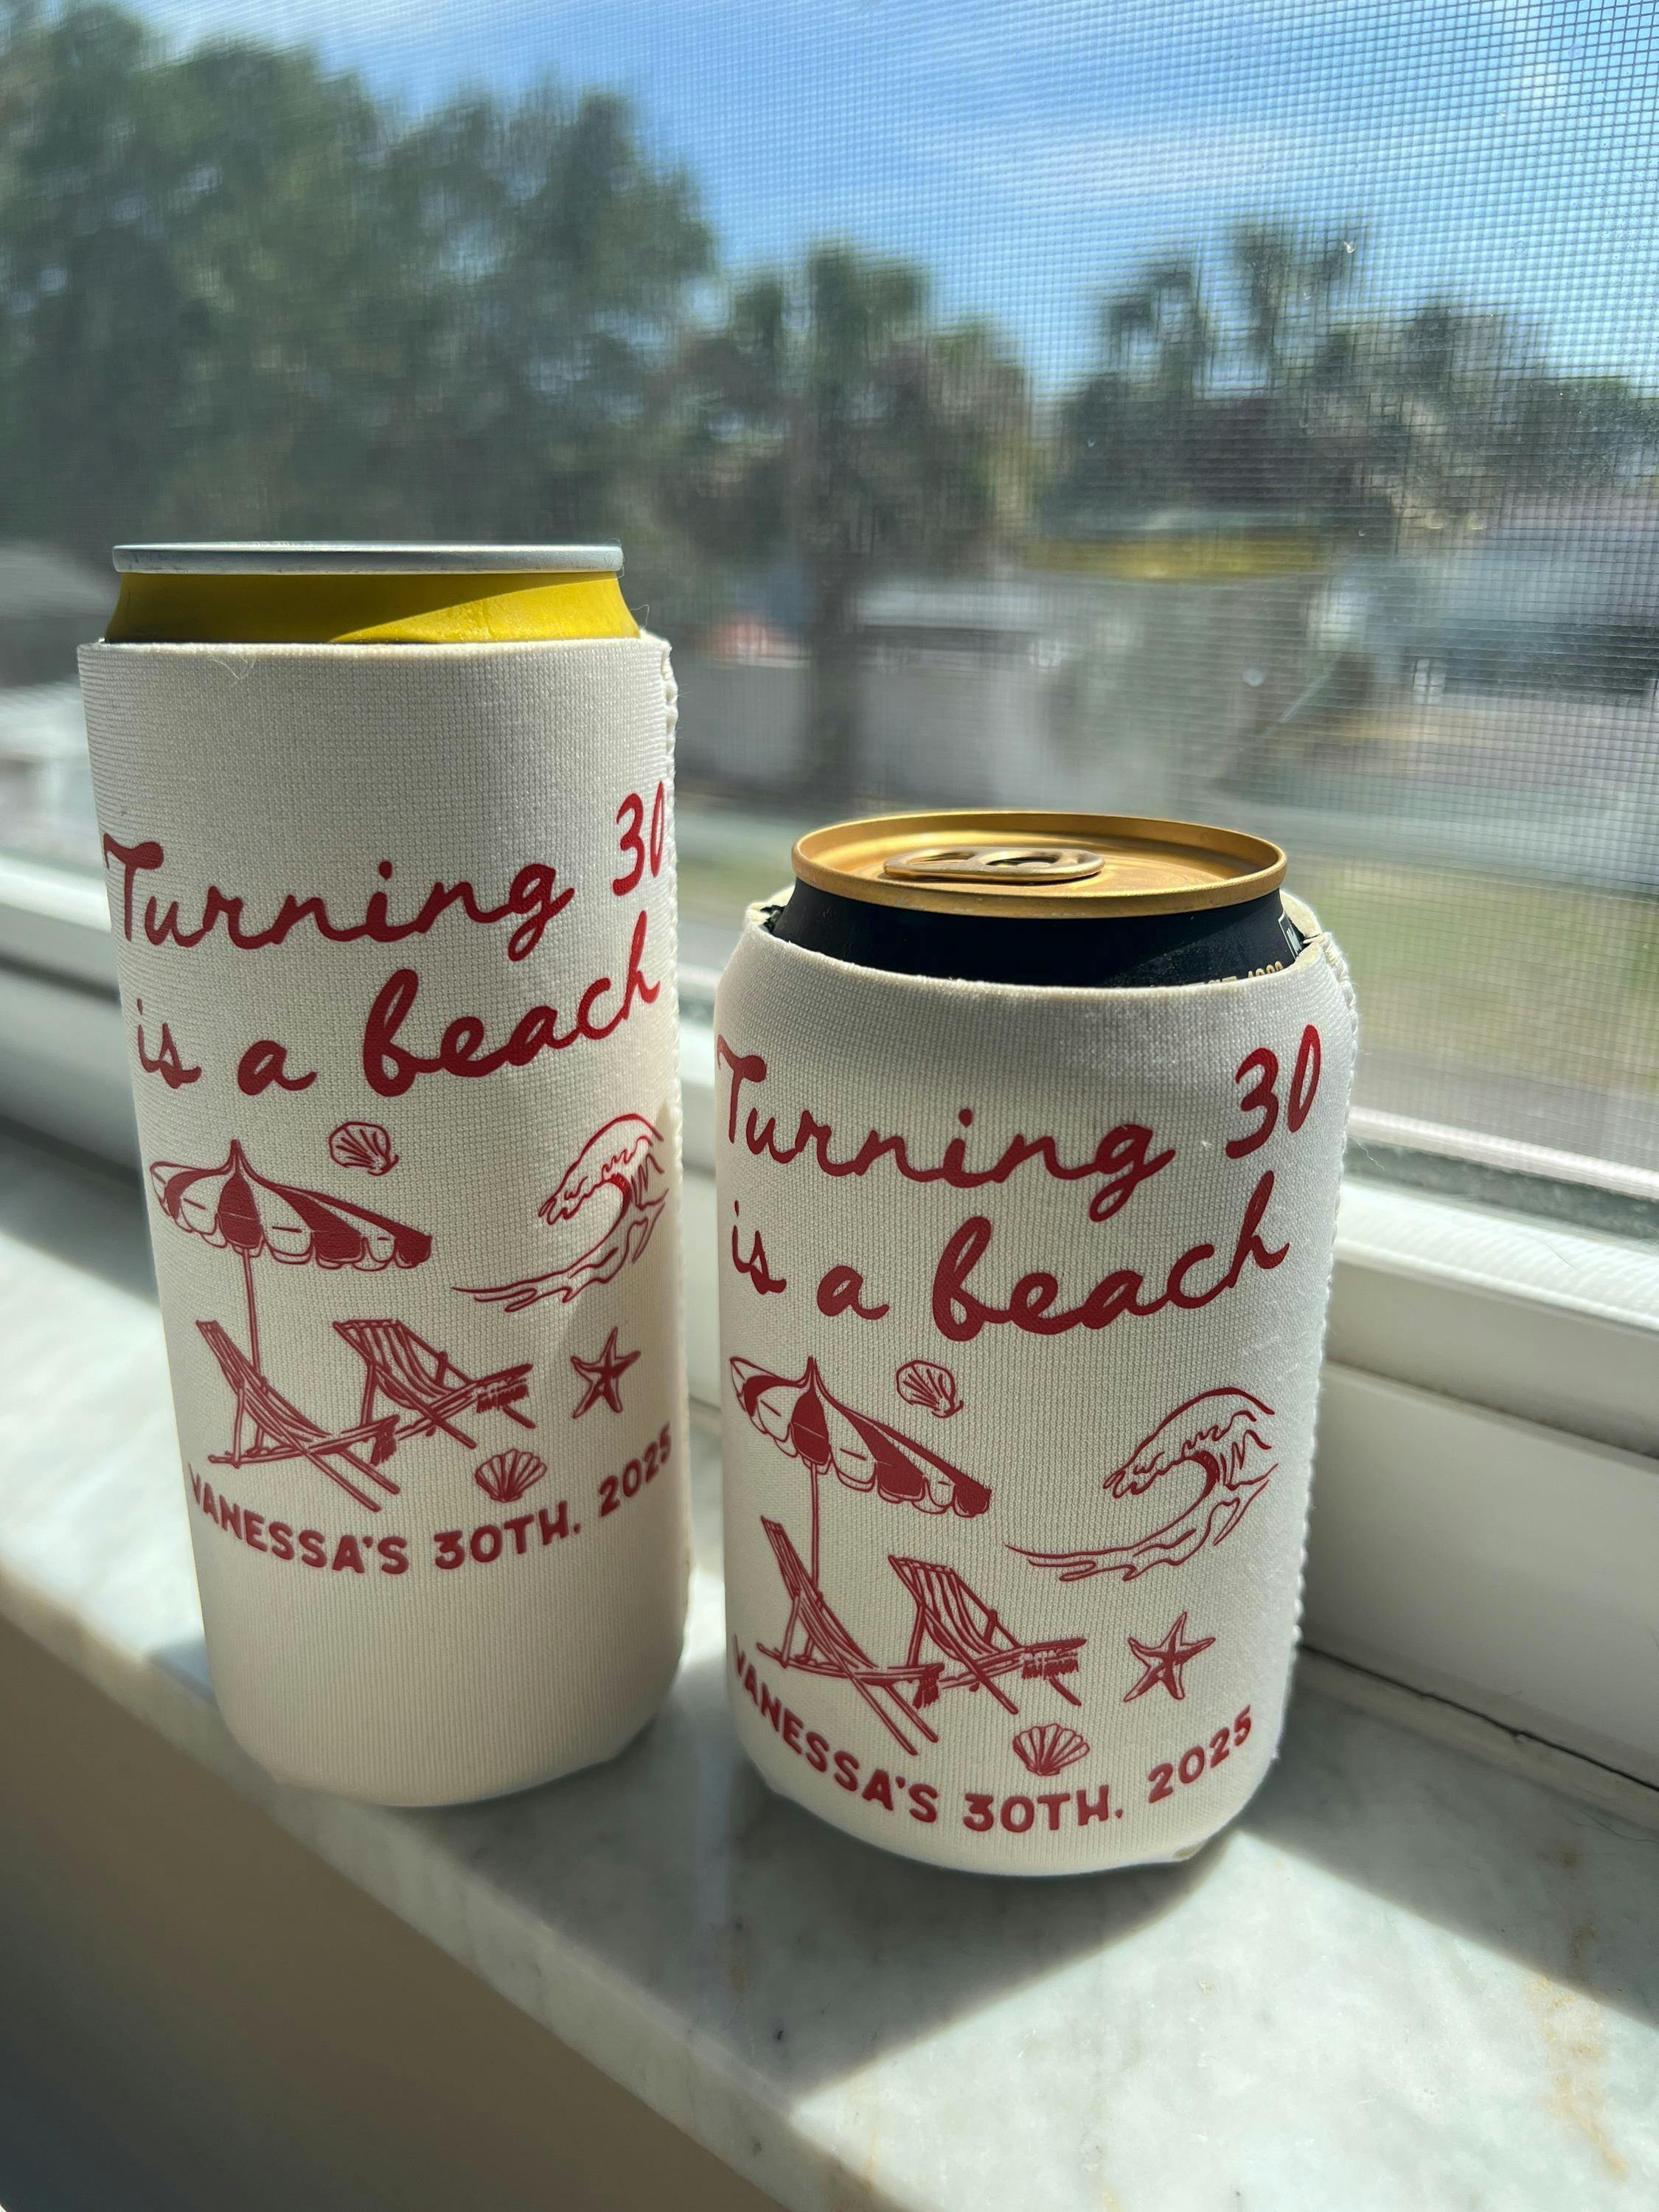 Turning 30
is a beach
VANESSA'S 30TH. 2025
Turning 30
is a beach
VANESSA'S 30TH. 2025